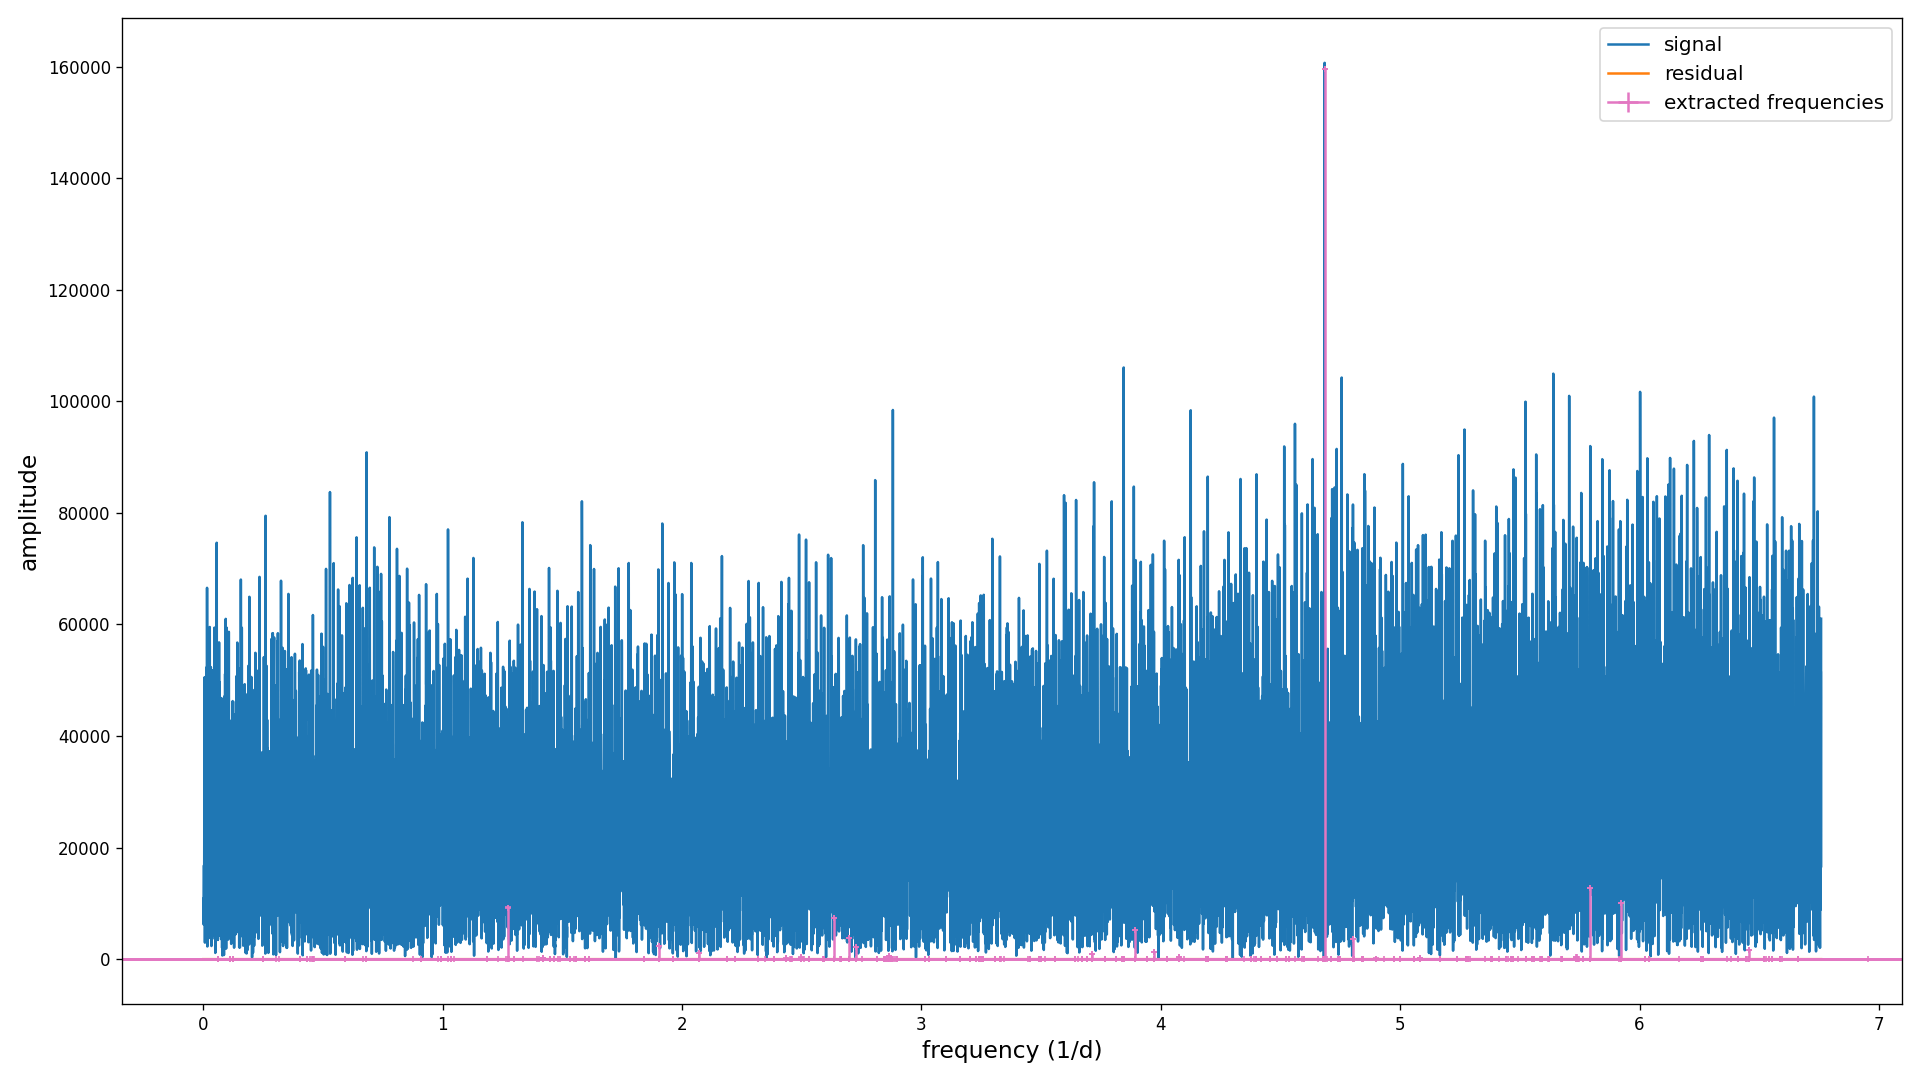 signal
residual
extracted frequencies
160000
140000
120000
100000
80000
60000
40000
20000
0
amplitude
0 1 2 3 4 5 6 7
frequency (1/d)